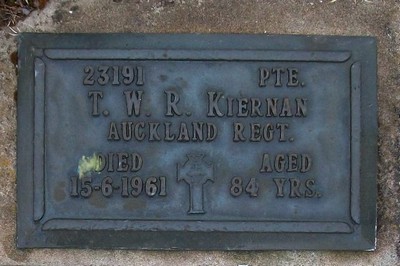 23191 PTE.
T. W. R. KIERNAN
AUCKLAND REGT.
DIED AGED
15-6-1961 84 YRS.